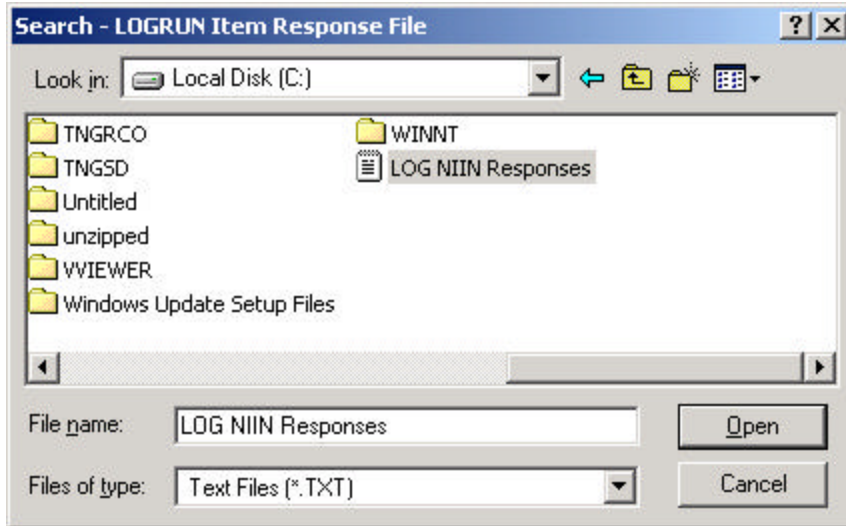 Search - LOGRUN Item Response File
Look in: Local Disk (C:)
TNGRCO
TNGSD
Untitled
unzipped
VVIEWER
Windows Update Setup Files
WINNT
LOG NIIN Responses
File name: LOG NIIN Responses
Open
Files of type: Text Files (*.TXT)
Cancel